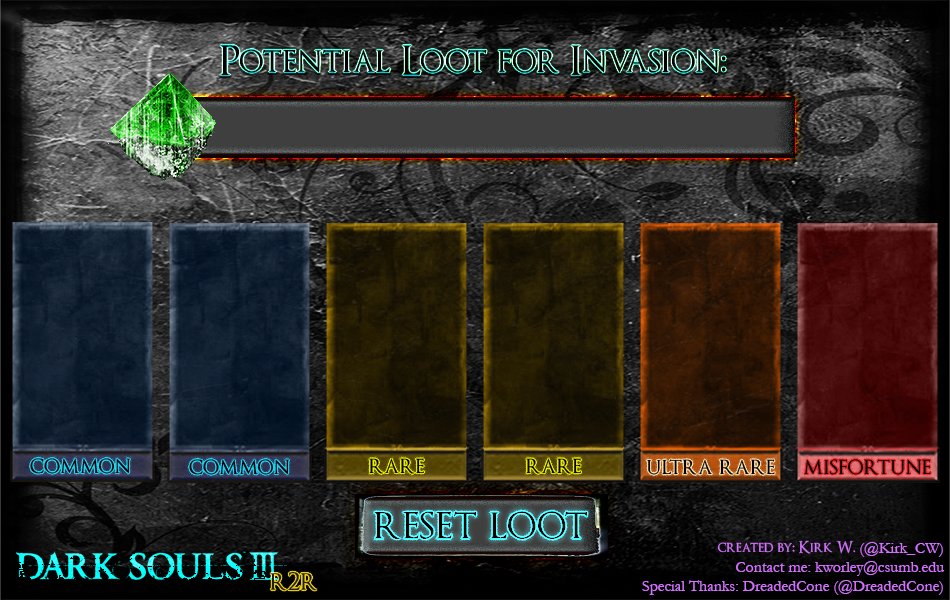 Potential Loot for Invasion:
COMMON
COMMON
RARE
RARE
ULTRA RARE
MISFORTUNE
RESET LOOT
DARK SOULS III
R2R
CREATED BY: KIRK W. (@Kirk_CW)
Contact me: kworley@csumb.edu
Special Thanks: DreadedCone (@DreadedCone)